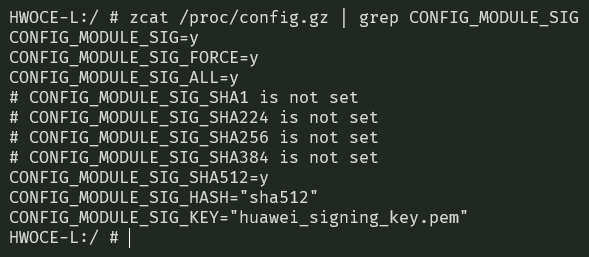 HWOCE-L:/ # zcat /proc/config.gz | grep CONFIG_MODULE_SIG
CONFIG_MODULE_SIG=y
CONFIG_MODULE_SIG_FORCE=y
CONFIG_MODULE_SIG_ALL=y
# CONFIG_MODULE_SIG_SHA1 is not set
# CONFIG_MODULE_SIG_SHA224 is not set
# CONFIG_MODULE_SIG_SHA256 is not set
# CONFIG_MODULE_SIG_SHA384 is not set
CONFIG_MODULE_SIG_SHA512=y
CONFIG_MODULE_SIG_HASH="sha512"
CONFIG_MODULE_SIG_KEY="huawei_signing_key.pem"
HWOCE-L:/ #